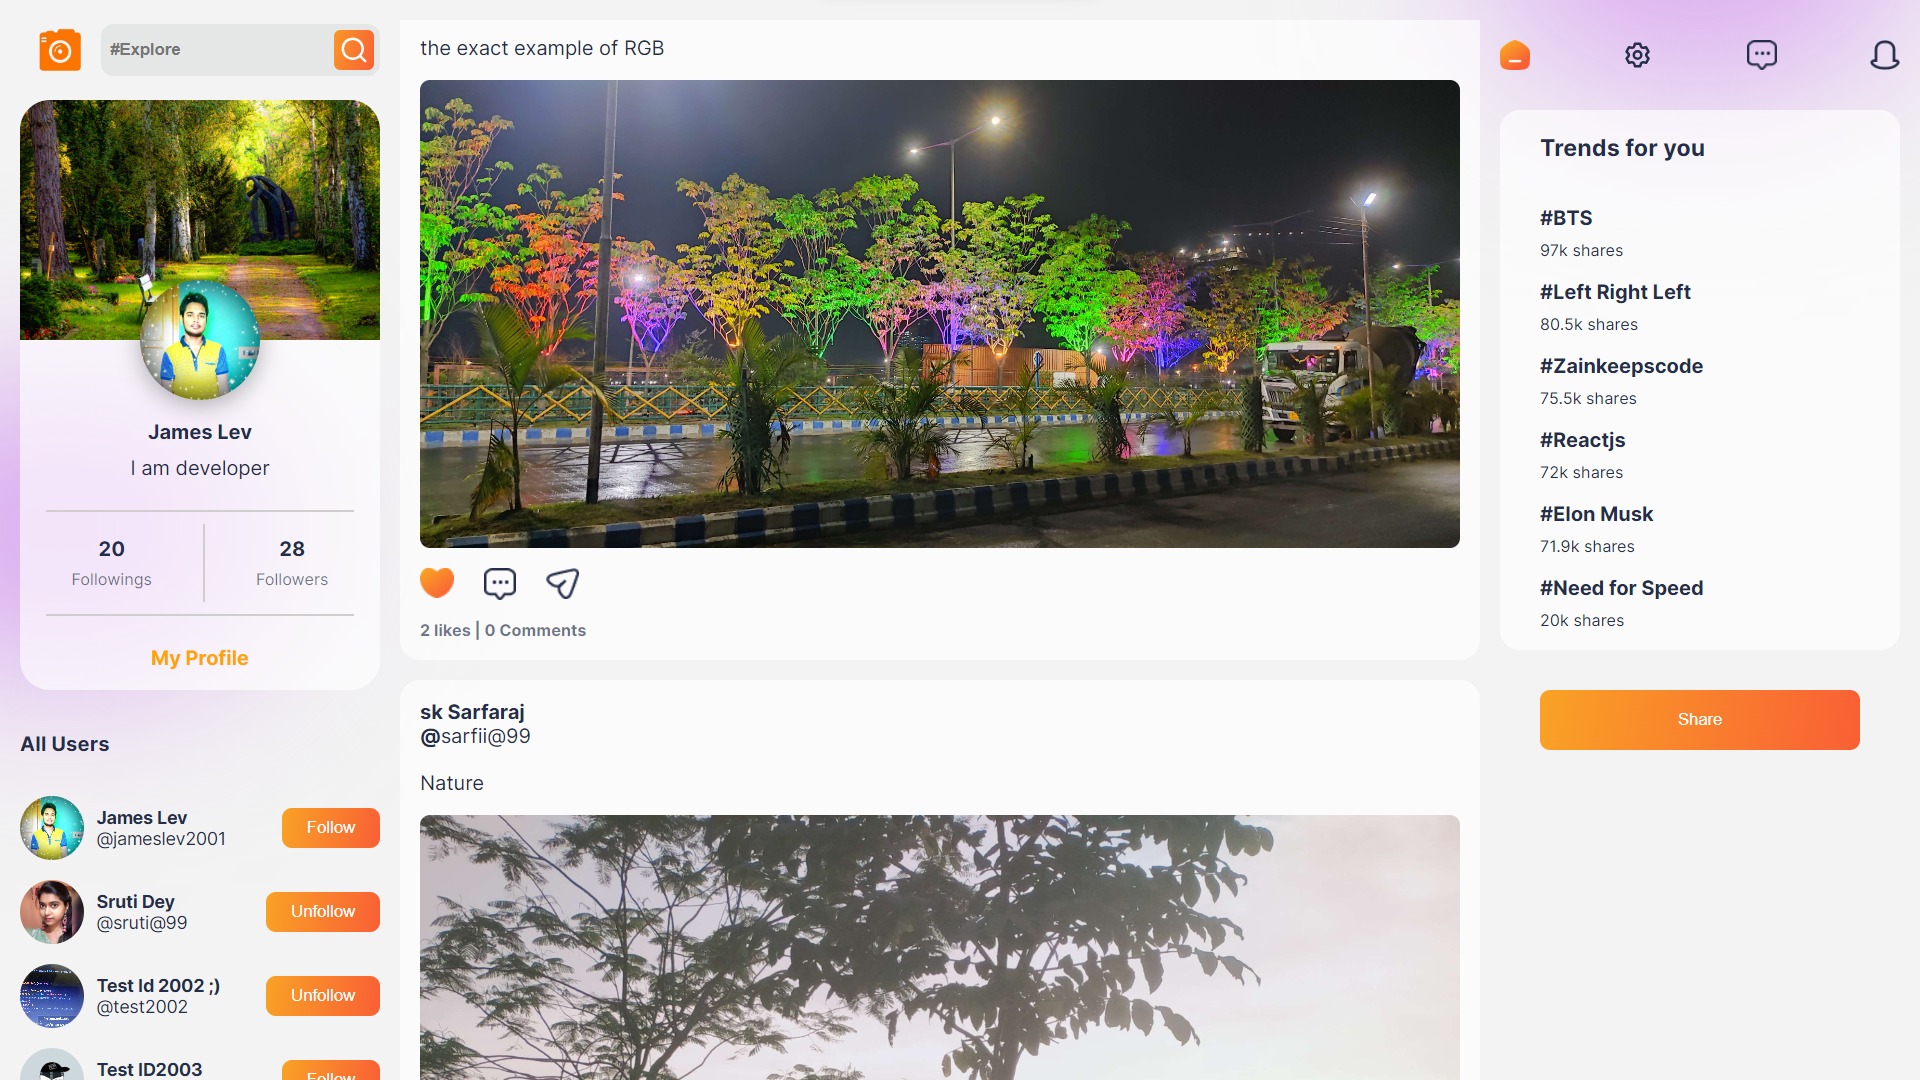 #Explore
James Lev
I am developer
20
Followings
28
Followers
My Profile
All Users
James Lev
@jameslev2001
Follow
Sruti Dey
@sruti@99
Unfollow
Test Id 2002 ;)
@test2002
Unfollow
Test ID2003
Follow
the exact example of RGB
2 likes | 0 Comments
sk Sarfaraj
@sarfii@99
Nature
Trends for you
#BTS
97k shares
#Left Right Left
80.5k shares
#Zainkeepscode
75.5k shares
#Reactjs
72k shares
#Elon Musk
71.9k shares
#Need for Speed
20k shares
Share